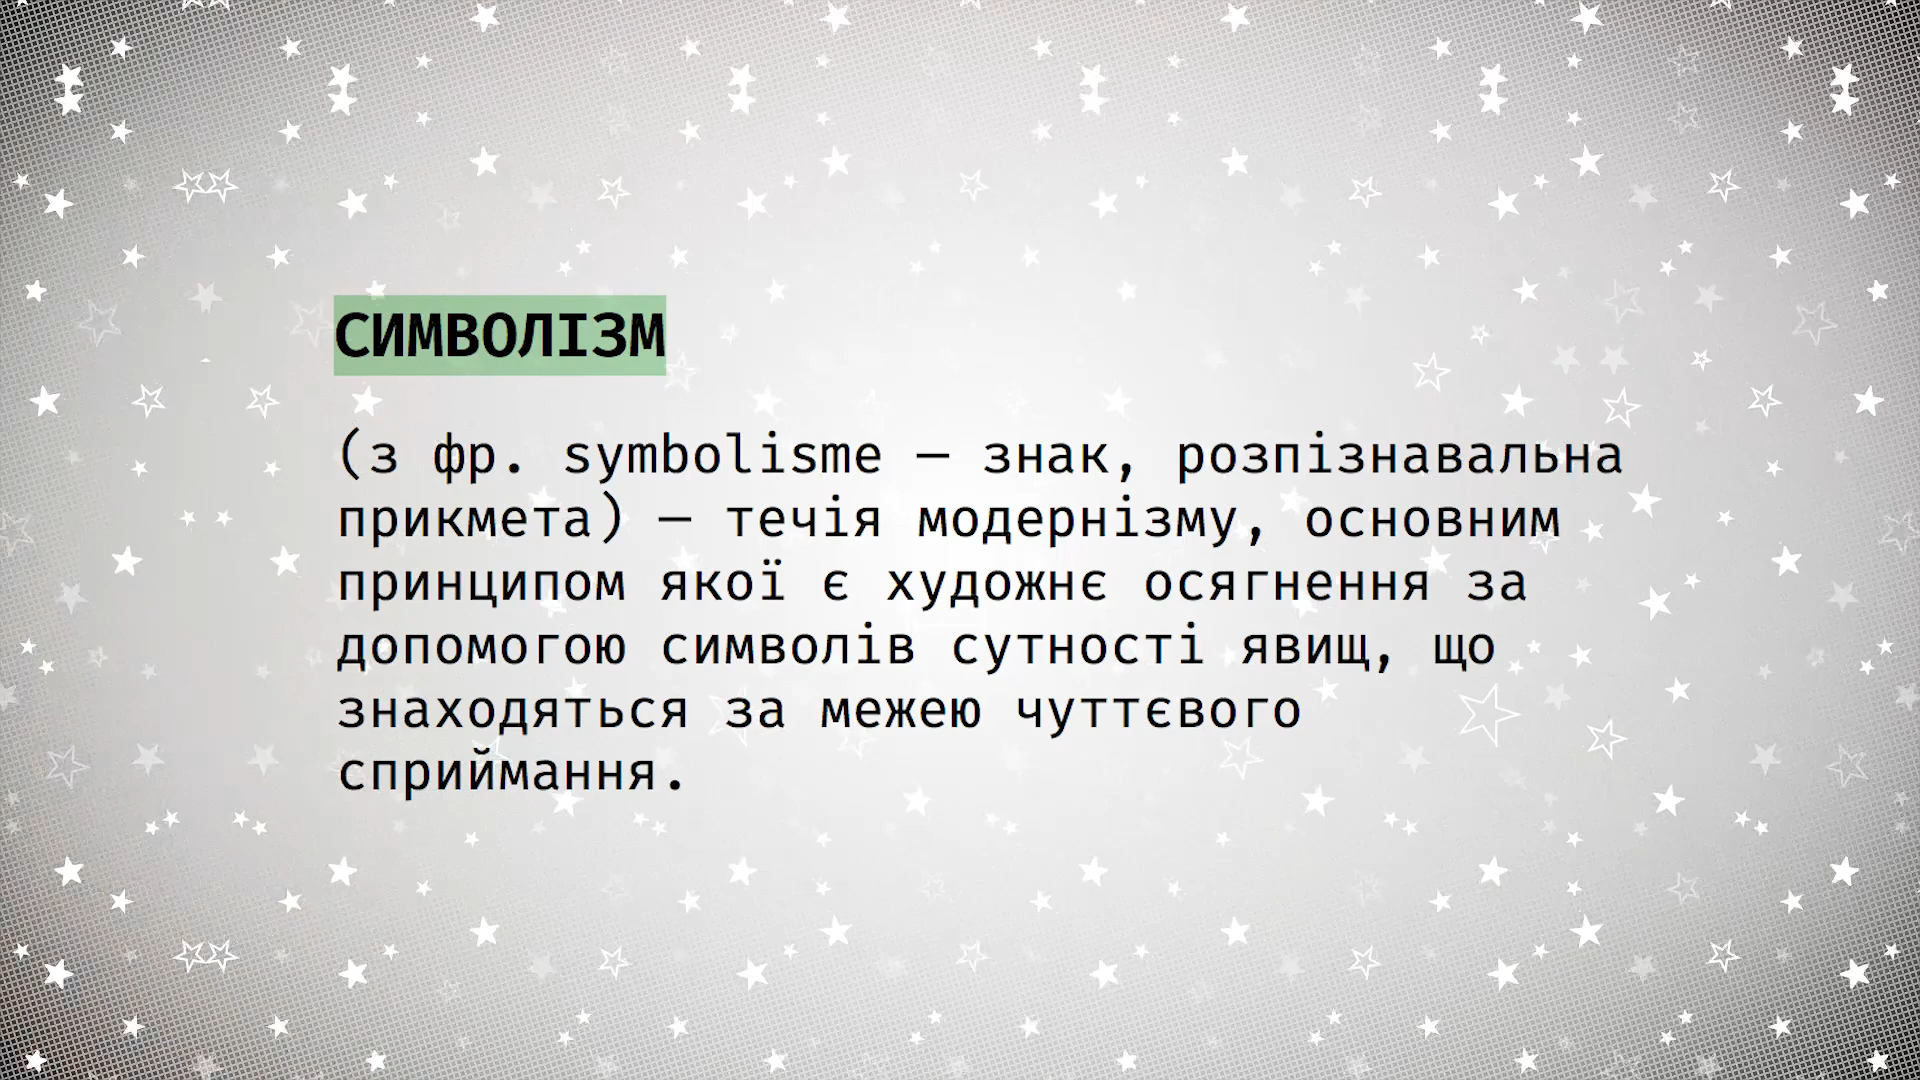 СИМВОЛІЗМ
(з фр. symbolisme – знак, розпізнавальна
прикмета) – течія модернізму, основним
принципом якої є художнє осягнення за
допомогою символів сутності явищ, що
знаходяться за межею чуттєвого
сприймання.